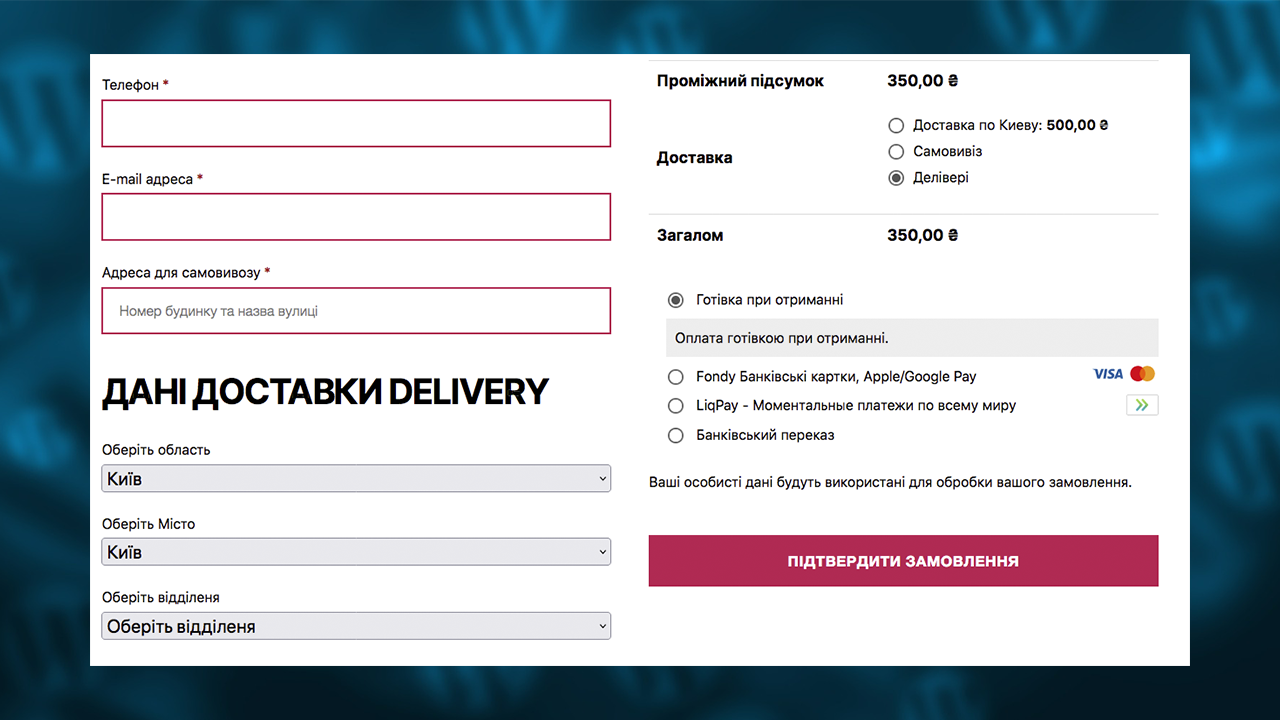 Телефон *
E-mail адреса *
Адреса для самовивозу *
Номер будинку та назва вулиці
ДАНІ ДОСТАВКИ DELIVERY
Оберіть область
Київ
Оберіть Місто
Київ
Оберіть відділеня
Оберіть відділеня
Проміжний підсумок 350,00 ₴
Доставка
Доставка по Киеву: 500,00 ₴
Самовивіз
Делівері
Загалом 350,00 ₴
Готівка при отриманні
Оплата готівкою при отриманні.
Fondy Банківські картки, Apple/Google Pay VISA
LiqPay - Моментальные платежи по всему миру
Банківський переказ
Ваші особисті дані будуть використані для обробки вашого замовлення.
ПІДТВЕРДИТИ ЗАМОВЛЕННЯ